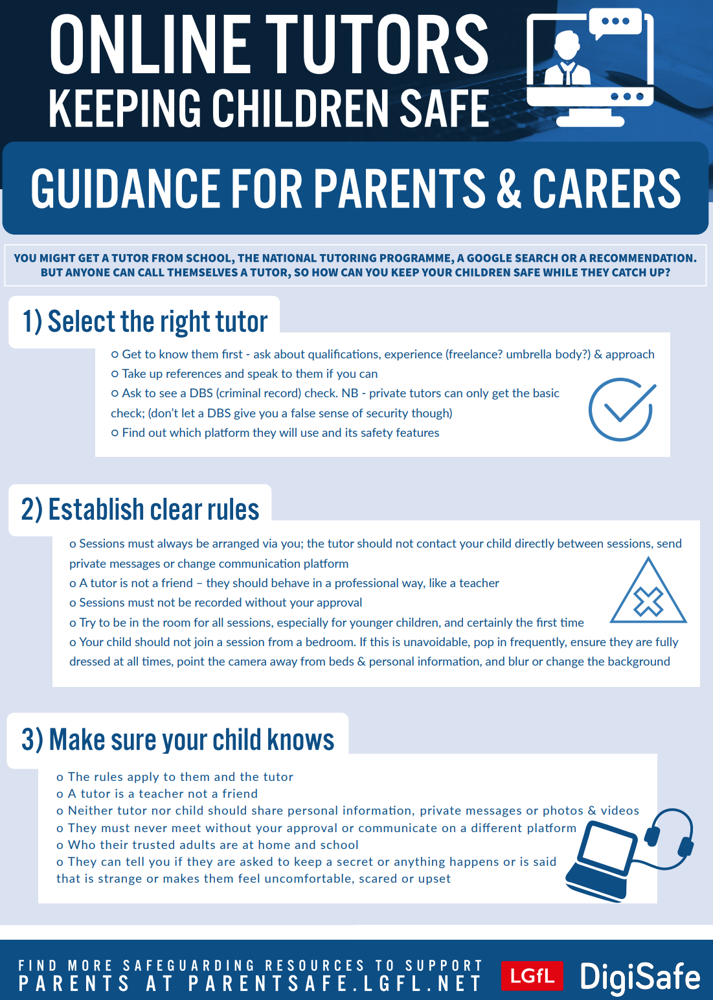 ONLINE TUTORS
KEEPING CHILDREN SAFE
GUIDANCE FOR PARENTS & CARERS
YOU MIGHT GET A TUTOR FROM SCHOOL, THE NATIONAL TUTORING PROGRAMME, A GOOGLE SEARCH OR A RECOMMENDATION.
BUT ANYONE CAN CALL THEMSELVES A TUTOR, SO HOW CAN YOU KEEP YOUR CHILDREN SAFE WHILE THEY CATCH UP?
1) Select the right tutor
○ Get to know them first - ask about qualifications, experience (freelance? umbrella body?) & approach
○ Take up references and speak to them if you can
○ Ask to see a DBS (criminal record) check. NB - private tutors can only get the basic
check; (don't let a DBS give you a false sense of security though)
○ Find out which platform they will use and its safety features
2) Establish clear rules
o Sessions must always be arranged via you; the tutor should not contact your child directly between sessions, send
private messages or change communication platform
o A tutor is not a friend – they should behave in a professional way, like a teacher
o Sessions must not be recorded without your approval
o Try to be in the room for all sessions, especially for younger children, and certainly the first time
o Your child should not join a session from a bedroom. If this is unavoidable, pop in frequently, ensure they are fully
dressed at all times, point the camera away from beds & personal information, and blur or change the background
3) Make sure your child knows
o The rules apply to them and the tutor
o A tutor is a teacher not a friend
o Neither tutor nor child should share personal information, private messages or photos & videos
o They must never meet without your approval or communicate on a different platform
o Who their trusted adults are at home and school
o They can tell you if they are asked to keep a secret or anything happens or is said
that is strange or makes them feel uncomfortable, scared or upset
FIND MORE SAFEGUARDING RESOURCES TO SUPPORT
PARENTS AT PARENTSAFE.LGFL.NET
LGfL
DigiSafe